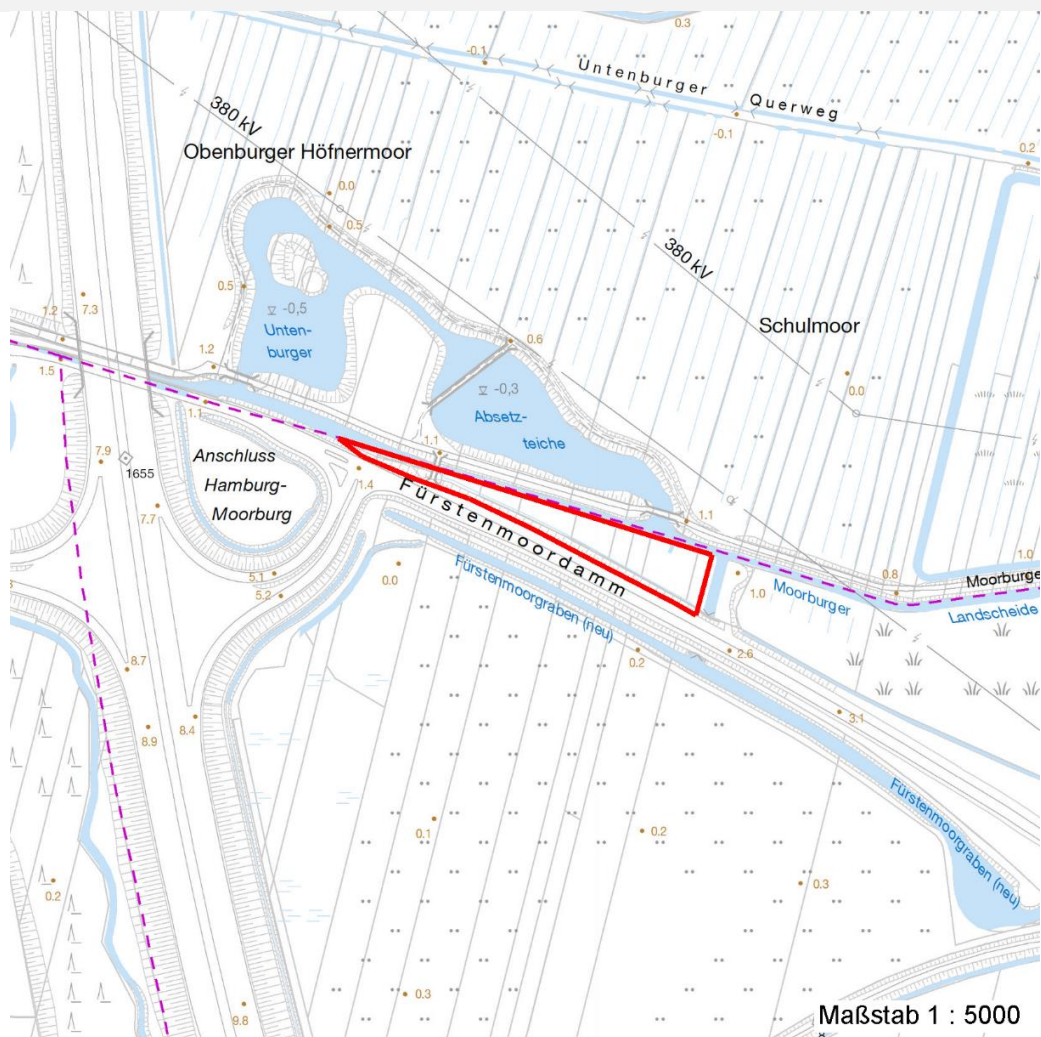 0.3
-0.1
Untenburger
Querweg
-0.1
0.2
380 kV
Obenburger Höfnermoor
0.0
0.5
380 kV
0.5
-0,5
Unten-
burger
7.3
1.2
1.5
1.2
0.6
Schulmoor
-0,3
0.0
Absetz-
teiche
1.1
1.1
Anschluss
Hamburg-
Moorburg
7.9
1655
1.4
7.7
Fürstenmoordamm
1.1
5.1
5.2
0.0
Fürstenmoorgraben (neu)
1.0
Moorburger
0.8
1.0
Moorburge
Landscheide
0.2
2.6
8.7
8.4
8.9
3.1
Fürstenmoorgraben (neu)
0.1
0.2
0.2
0.3
0.3
9.8
Maßstab 1 : 5000